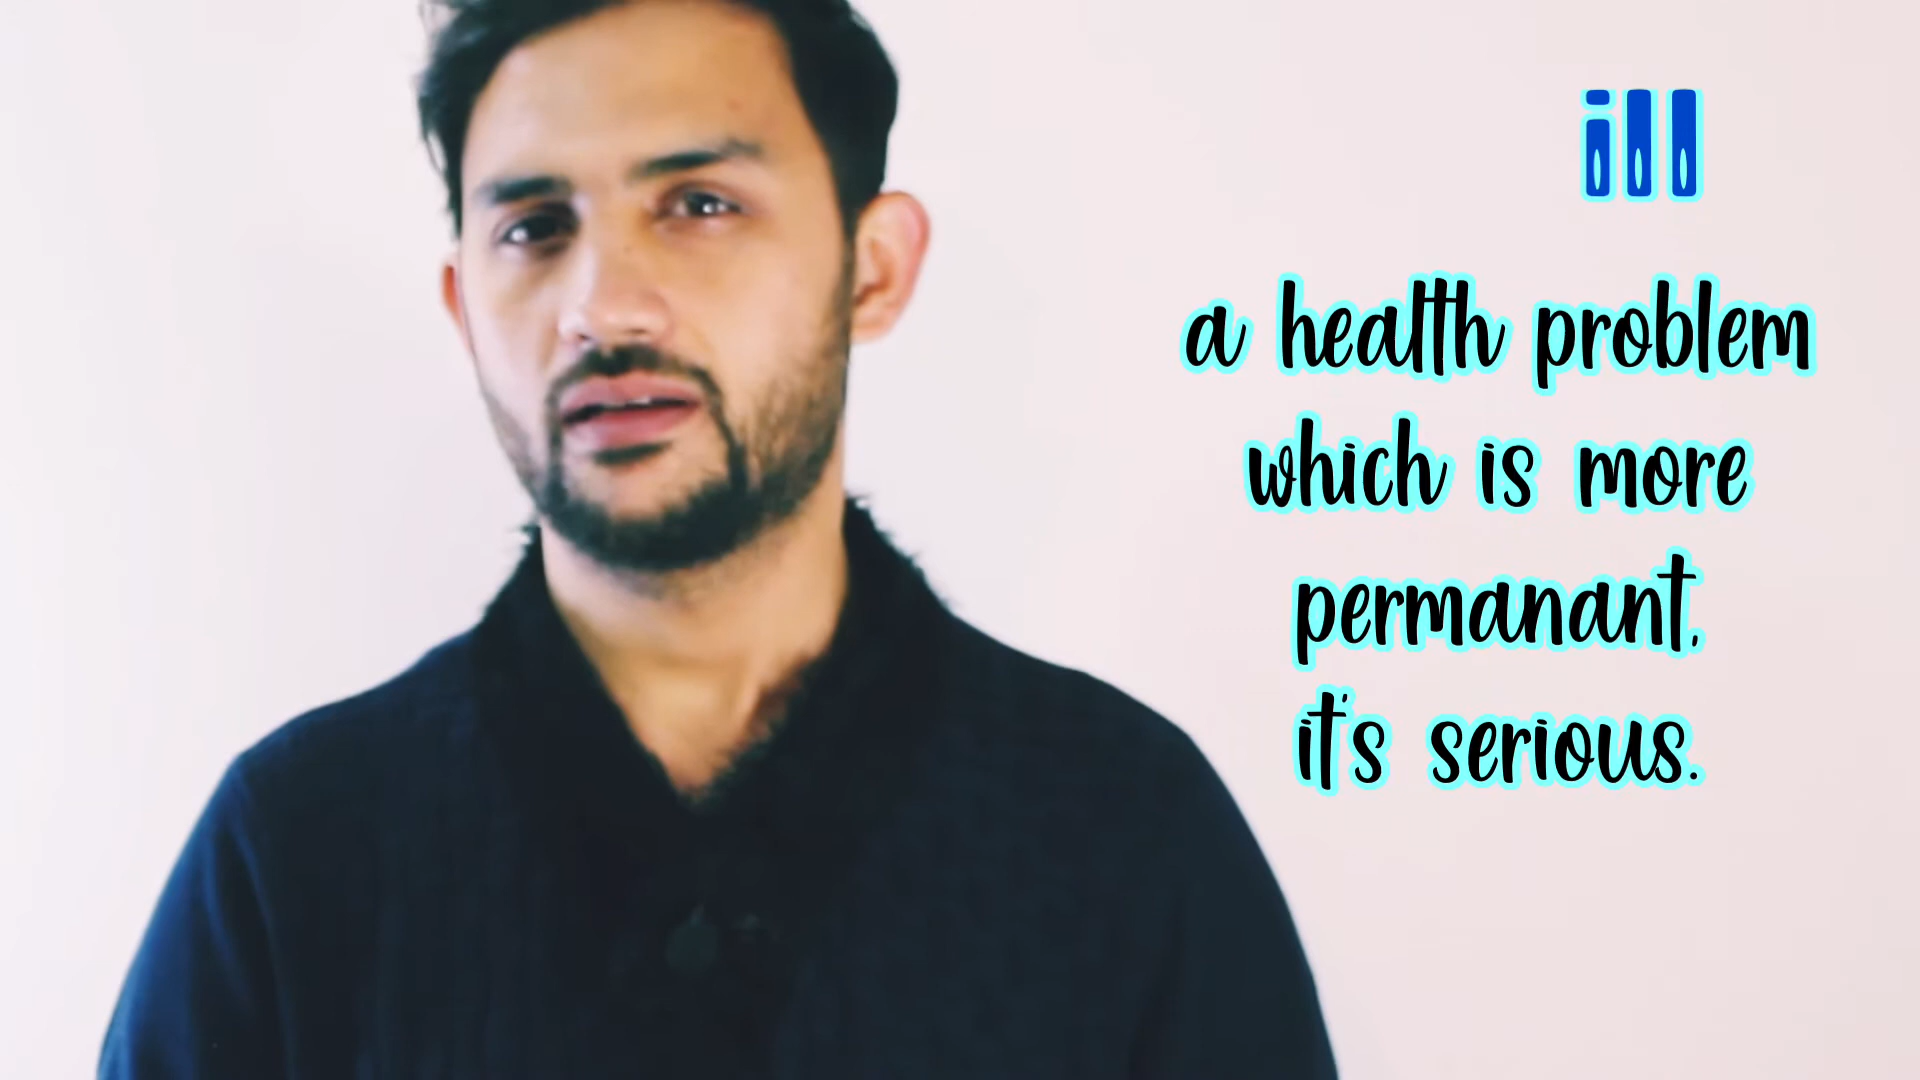 ill
a health problem
which is more
permanant,
it's serious.